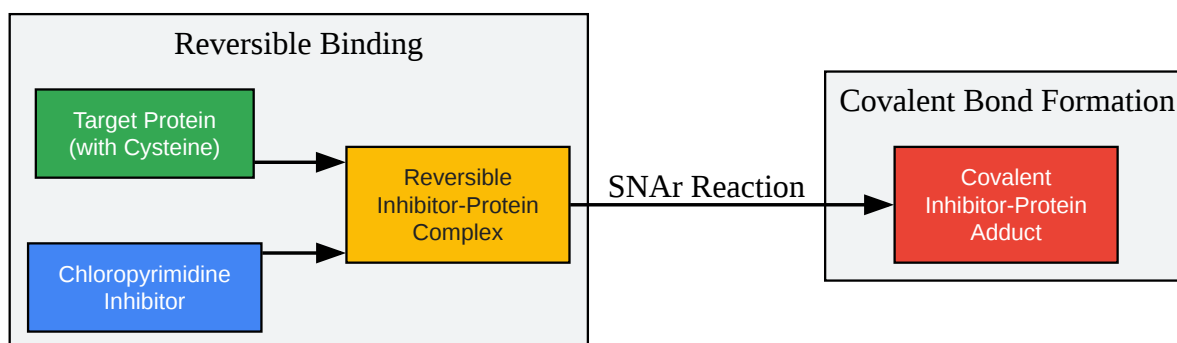 Reversible Binding
Target Protein
(with Cysteine)
Chloropyrimidine
Inhibitor
Reversible
Inhibitor-Protein
Complex
SNAr Reaction
Covalent Bond Formation
Covalent
Inhibitor-Protein
Adduct